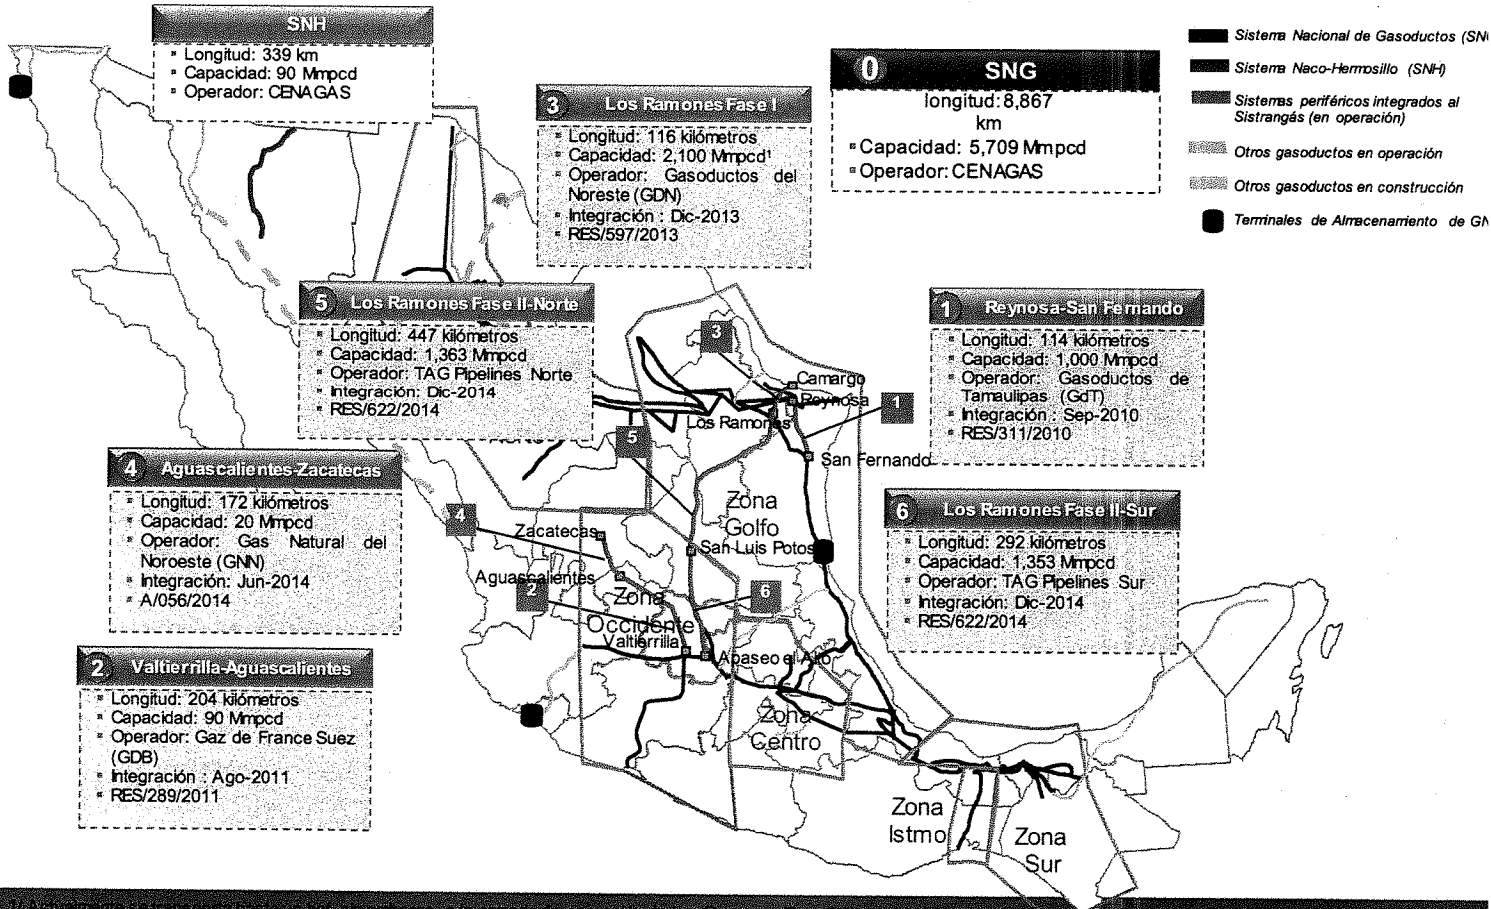 SNH
Longitud: 339 km
Capacidad: 90 Mmpcd
Operador: CENAGAS
3 Los Ramones Fase I
Longitud: 116 kilómetros
Capacidad: 2,100 Mmpcd¹
Operador: Gasoductos del
Noreste (GDN)
Integración : Dic-2013
RES/597/2013
0 SNG
longitud: 8,867
km
Capacidad: 5,709 Mmpcd
Operador: CENAGAS
Sistema Nacional de Gasoductos (SN
Sistema Naco-Hermosillo (SNH)
Sistemas periféricos integrados al
Sistrangás (en operación)
Otros gasoductos en operación
Otros gasoductos en construcción
Terminales de Almacenamiento de GN
5 Los Ramones Fase II-Norte
Longitud: 447 kilómetros
Capacidad: 1,363 Mmpcd
Operador: TAG Pipelines Norte
Integración: Dic-2014
RES/622/2014
1 Reynosa-San Fernando
Longitud: 114 kilómetros
Capacidad: 1,000 Mmpcd
Operador: Gasoductos de
Tamaulipas (GdT)
Integración : Sep-2010
RES/311/2010
3
Camargo
Reynosa
1
Los Ramones
5
San Fernando
4 Aguascalientes-Zacatecas
Longitud: 172 kilómetros
Capacidad: 20 Mmpcd
Operador: Gas Natural del
Noroeste (GNN)
Integración: Jun-2014
A/056/2014
6 Los Ramones Fase II-Sur
Longitud: 292 kilómetros
Capacidad: 1,353 Mmpcd
Operador: TAG Pipelines Sur
Integración: Dic-2014
RES/622/2014
Zona
Golfo
4
Zacatecas
San Luis Potos
Aguascalientes
2
6
Zona
Occidente
Valtierrilla
Apaseo el Alto
2 Valtierrilla-Aguascalientes
Longitud: 204 kilómetros
Capacidad: 90 Mmpcd
Operador: Gaz de France Suez
(GDB)
Integración : Ago-2011
RES/289/2011
Zona
Centro
Zona
Istmo
Zona
Sur